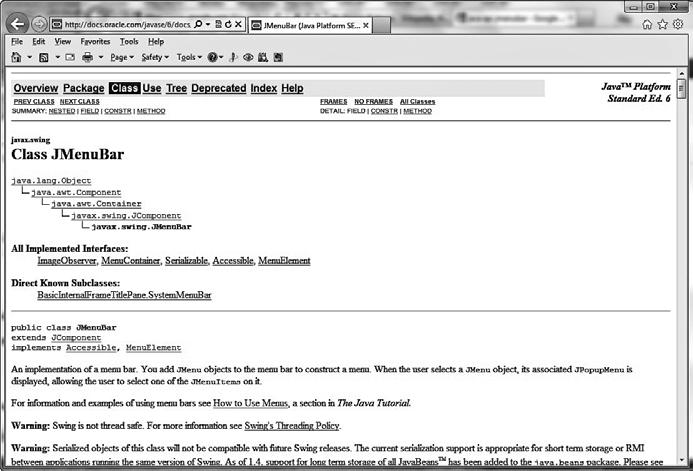 http://docs.oracle.com/javase/6/docs
JMenuBar (Java Platform SE...
File Edit View Favorites Tools Help
Page Safety Tools
Overview Package Class Use Tree Deprecated Index Help
Java™ Platform
Standard Ed. 6
PREV CLASS NEXT CLASS
FRAMES NO FRAMES All Classes
SUMMARY: NESTED | FIELD | CONSTR | METHOD
DETAIL: FIELD | CONSTR | METHOD
javax.swing
Class JMenuBar
java.lang.Object
java.awt.Component
java.awt.Container
javax.swing.JComponent
javax.swing.JMenuBar
All Implemented Interfaces:
ImageObserver, MenuContainer, Serializable, Accessible, MenuElement
Direct Known Subclasses:
BasicInternalFrameTitlePane.SystemMenuBar
public class JMenuBar
extends JComponent
implements Accessible, MenuElement
An implementation of a menu bar. You add JMenu objects to the menu bar to construct a menu. When the user selects a JMenu object, its associated JPopupMenu is
displayed, allowing the user to select one of the JMenuItems on it.
For information and examples of using menu bars see How to Use Menus, a section in The Java Tutorial.
Warning: Swing is not thread safe. For more information see Swing's Threading Policy.
Warning: Serialized objects of this class will not be compatible with future Swing releases. The current serialization support is appropriate for short term storage or RMI
between applications running the same version of Swing. As of 1.4, support for long term storage of all JavaBeans™ has been added to the java.beans package. Please see